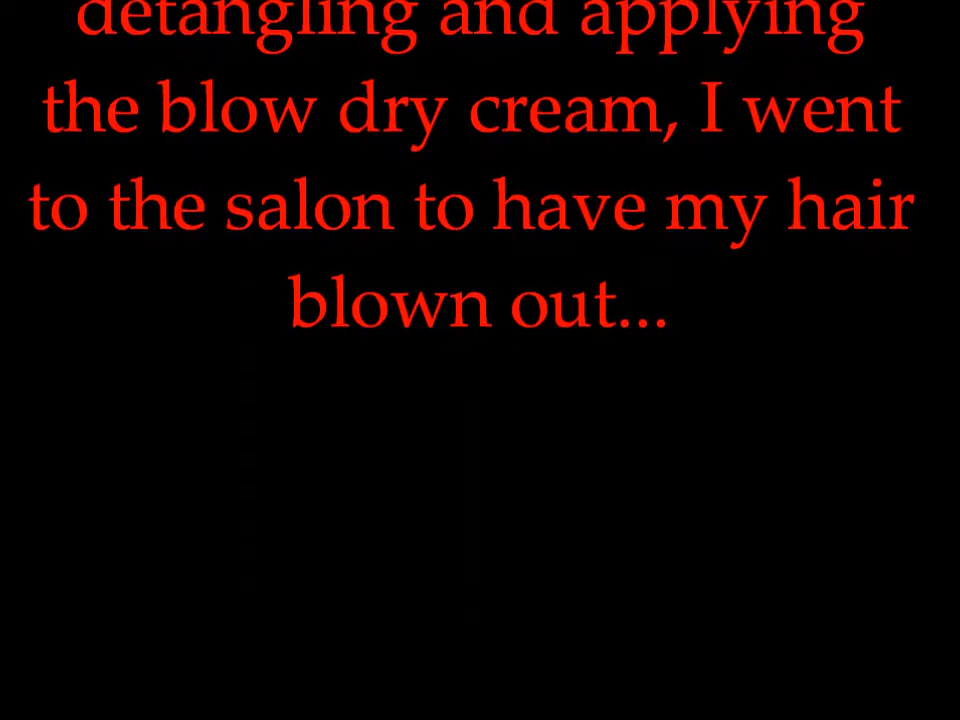 detangling and applying
the blow dry cream, I went
to the salon to have my hair
blown out...